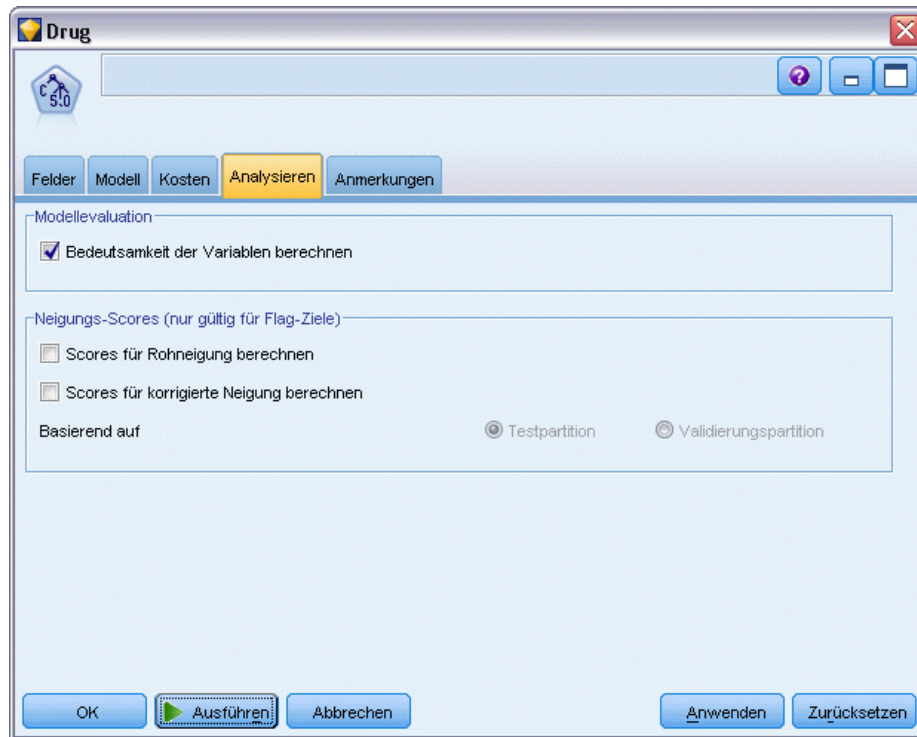 Drug
C 5.0
?
Felder Modell Kosten Analysieren Anmerkungen
Modellevaluation
Bedeutsamkeit der Variablen berechnen
Neigungs-Scores (nur gültig für Flag-Ziele)
Scores für Rohneigung berechnen
Scores für korrigierte Neigung berechnen
Basierend auf Testpartition Validierungspartition
OK Ausführen Abbrechen Anwenden Zurücksetzen